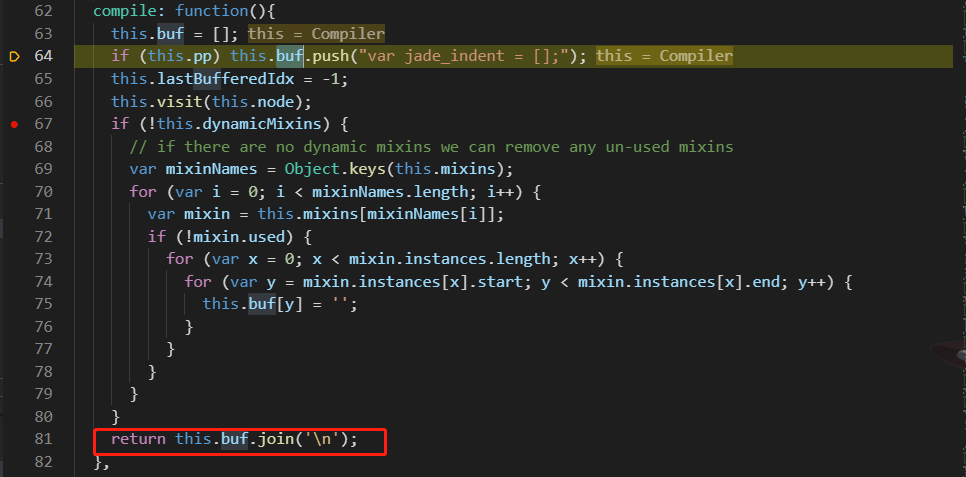 62 compile: function(){
63 this.buf = []; this = Compiler
64 if (this.pp) this.buf.push("var jade_indent = [];"); this = Compiler
65 this.lastBufferedIdx = -1;
66 this.visit(this.node);
67 if (!this.dynamicMixins) {
68 // if there are no dynamic mixins we can remove any un-used mixins
69 var mixinNames = Object.keys(this.mixins);
70 for (var i = 0; i < mixinNames.length; i++) {
71 var mixin = this.mixins[mixinNames[i]];
72 if (!mixin.used) {
73 for (var x = 0; x < mixin.instances.length; x++) {
74 for (var y = mixin.instances[x].start; y < mixin.instances[x].end; y++) {
75 this.buf[y] = '';
76 }
77 }
78 }
79 }
80 }
81 return this.buf.join('\n');
82 },